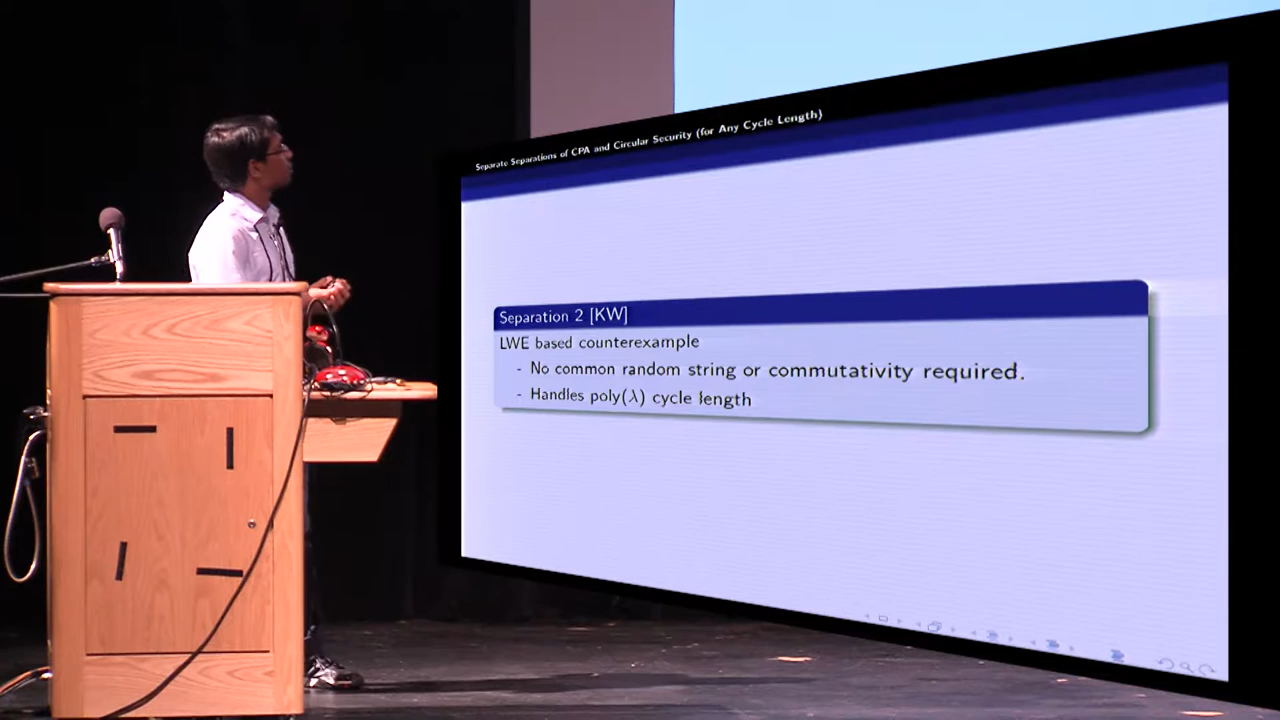 Separate Separations of CPA and Circular Security (for Any Cycle Length)
Separation 2 [KW]
LWE based counterexample
- No common random string or commutativity required.
- Handles poly(λ) cycle length